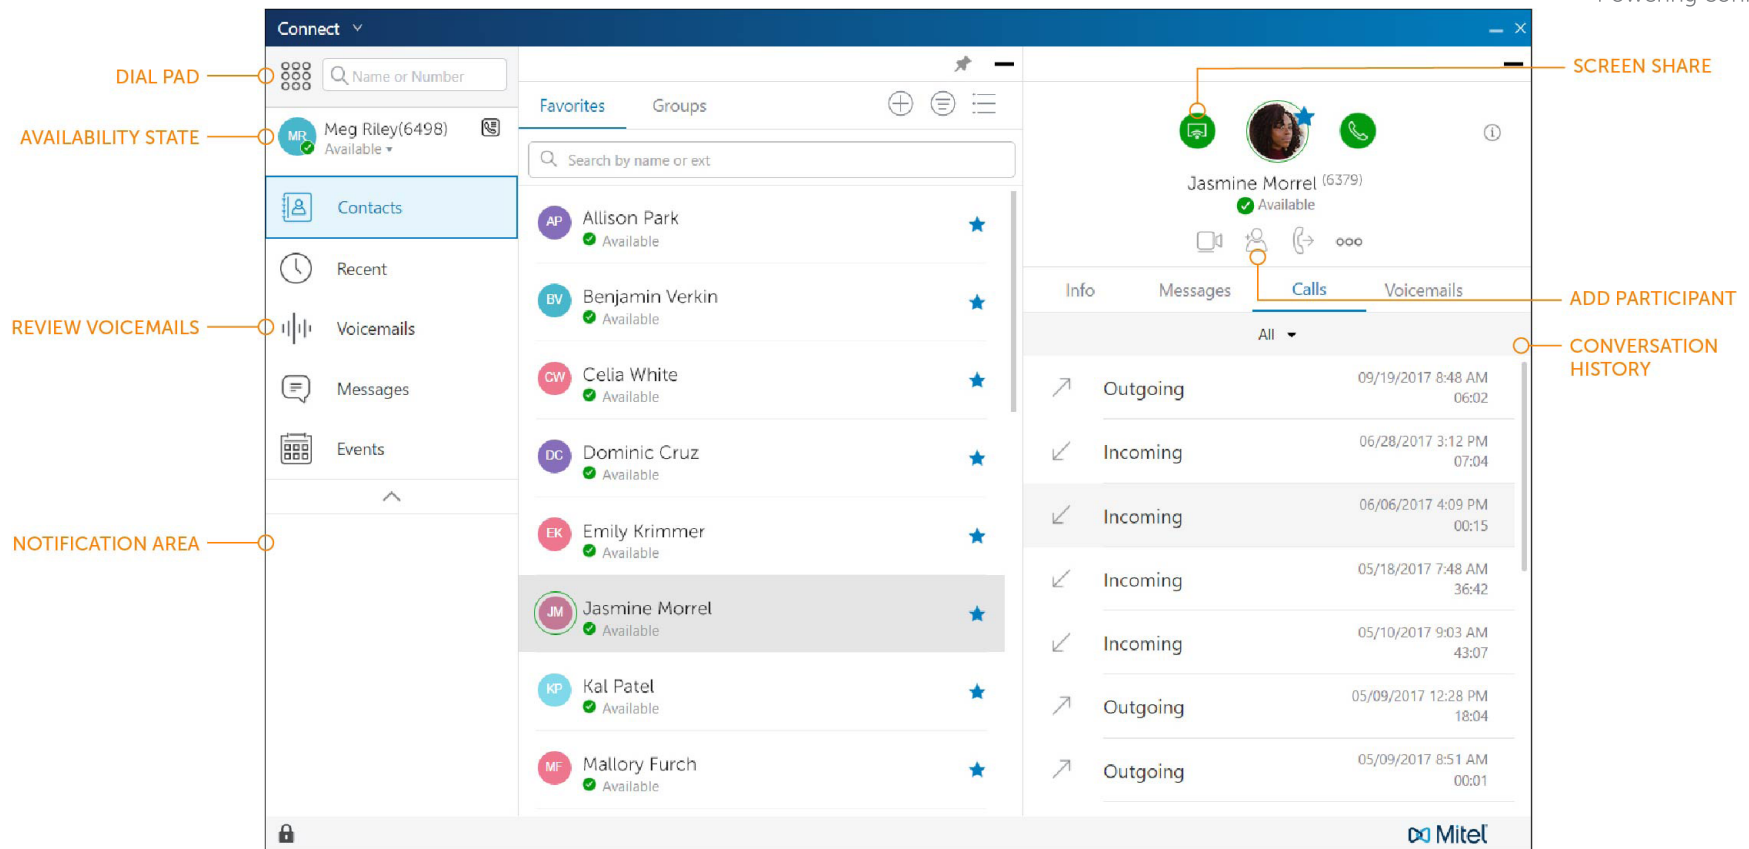 Connect
DIAL PAD
Name or Number
AVAILABILITY STATE
MR
Meg Riley(6498)
Available
Contacts
Recent
REVIEW VOICEMAILS
Voicemails
Messages
Events
NOTIFICATION AREA
Favorites
Groups
Search by name or ext
AP
Allison Park
Available
BV
Benjamin Verkin
Available
CW
Celia White
Available
DC
Dominic Cruz
Available
EK
Emily Krimmer
Available
JM
Jasmine Morrel
Available
KP
Kal Patel
Available
MF
Mallory Furch
Available
SCREEN SHARE
Jasmine Morrel (6379)
Available
ADD PARTICIPANT
Info
Messages
Calls
Voicemails
All
CONVERSATION
HISTORY
Outgoing
09/19/2017 8:48 AM
06:02
Incoming
06/28/2017 3:12 PM
07:04
Incoming
06/06/2017 4:09 PM
00:15
Incoming
05/18/2017 7:48 AM
36:42
Incoming
05/10/2017 9:03 AM
43:07
Outgoing
05/09/2017 12:28 PM
18:04
Outgoing
05/09/2017 8:51 AM
00:01
Mitel